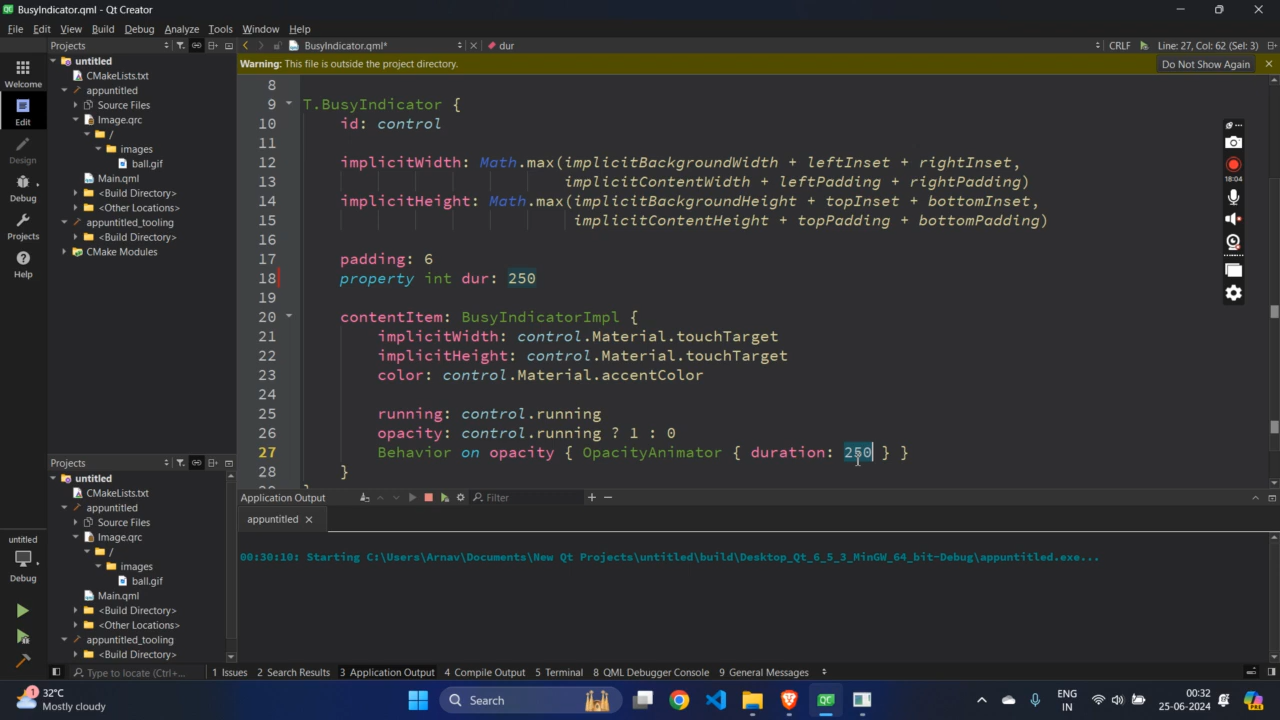 BusyIndicator.qml - Qt Creator
File Edit View Build Debug Analyze Tools Window Help
Projects
BusyIndicator.qml*
dur
CRLF
Line: 27, Col: 62 (Sel: 3)
Warning: This file is outside the project directory.
Do Not Show Again
Welcome
Edit
Design
Debug
Projects
Help
untitled
CMakeLists.txt
appuntitled
Source Files
Image.qrc
/
images
ball.gif
Main.qml
<Build Directory>
<Other Locations>
appuntitled_tooling
<Build Directory>
CMake Modules
8
9 T.BusyIndicator {
10 id: control
11
12 implicitWidth: Math.max(implicitBackgroundWidth + leftInset + rightInset,
13 implicitContentWidth + leftPadding + rightPadding)
14 implicitHeight: Math.max(implicitBackgroundHeight + topInset + bottomInset,
15 implicitContentHeight + topPadding + bottomPadding)
16
17 padding: 6
18 property int dur: 250
19
20 contentItem: BusyIndicatorImpl {
21 implicitWidth: control.Material.touchTarget
22 implicitHeight: control.Material.touchTarget
23 color: control.Material.accentColor
24
25 running: control.running
26 opacity: control.running ? 1 : 0
27 Behavior on opacity { OpacityAnimator { duration: 250 } }
28 }
18:04
Projects
untitled
CMakeLists.txt
appuntitled
Source Files
Image.qrc
/
images
ball.gif
Main.qml
<Build Directory>
<Other Locations>
appuntitled_tooling
<Build Directory>
Application Output
Filter
appuntitled
00:30:10: Starting C:\Users\Arnav\Documents\New Qt Projects\untitled\build\Desktop_Qt_6_5_3_MinGW_64_bit-Debug\appuntitled.exe...
untitled
Debug
Type to locate (Ctrl+...
1 Issues 2 Search Results 3 Application Output 4 Compile Output 5 Terminal 8 QML Debugger Console 9 General Messages
1
32°C
Mostly cloudy
Search
ENG
IN
00:32
25-06-2024